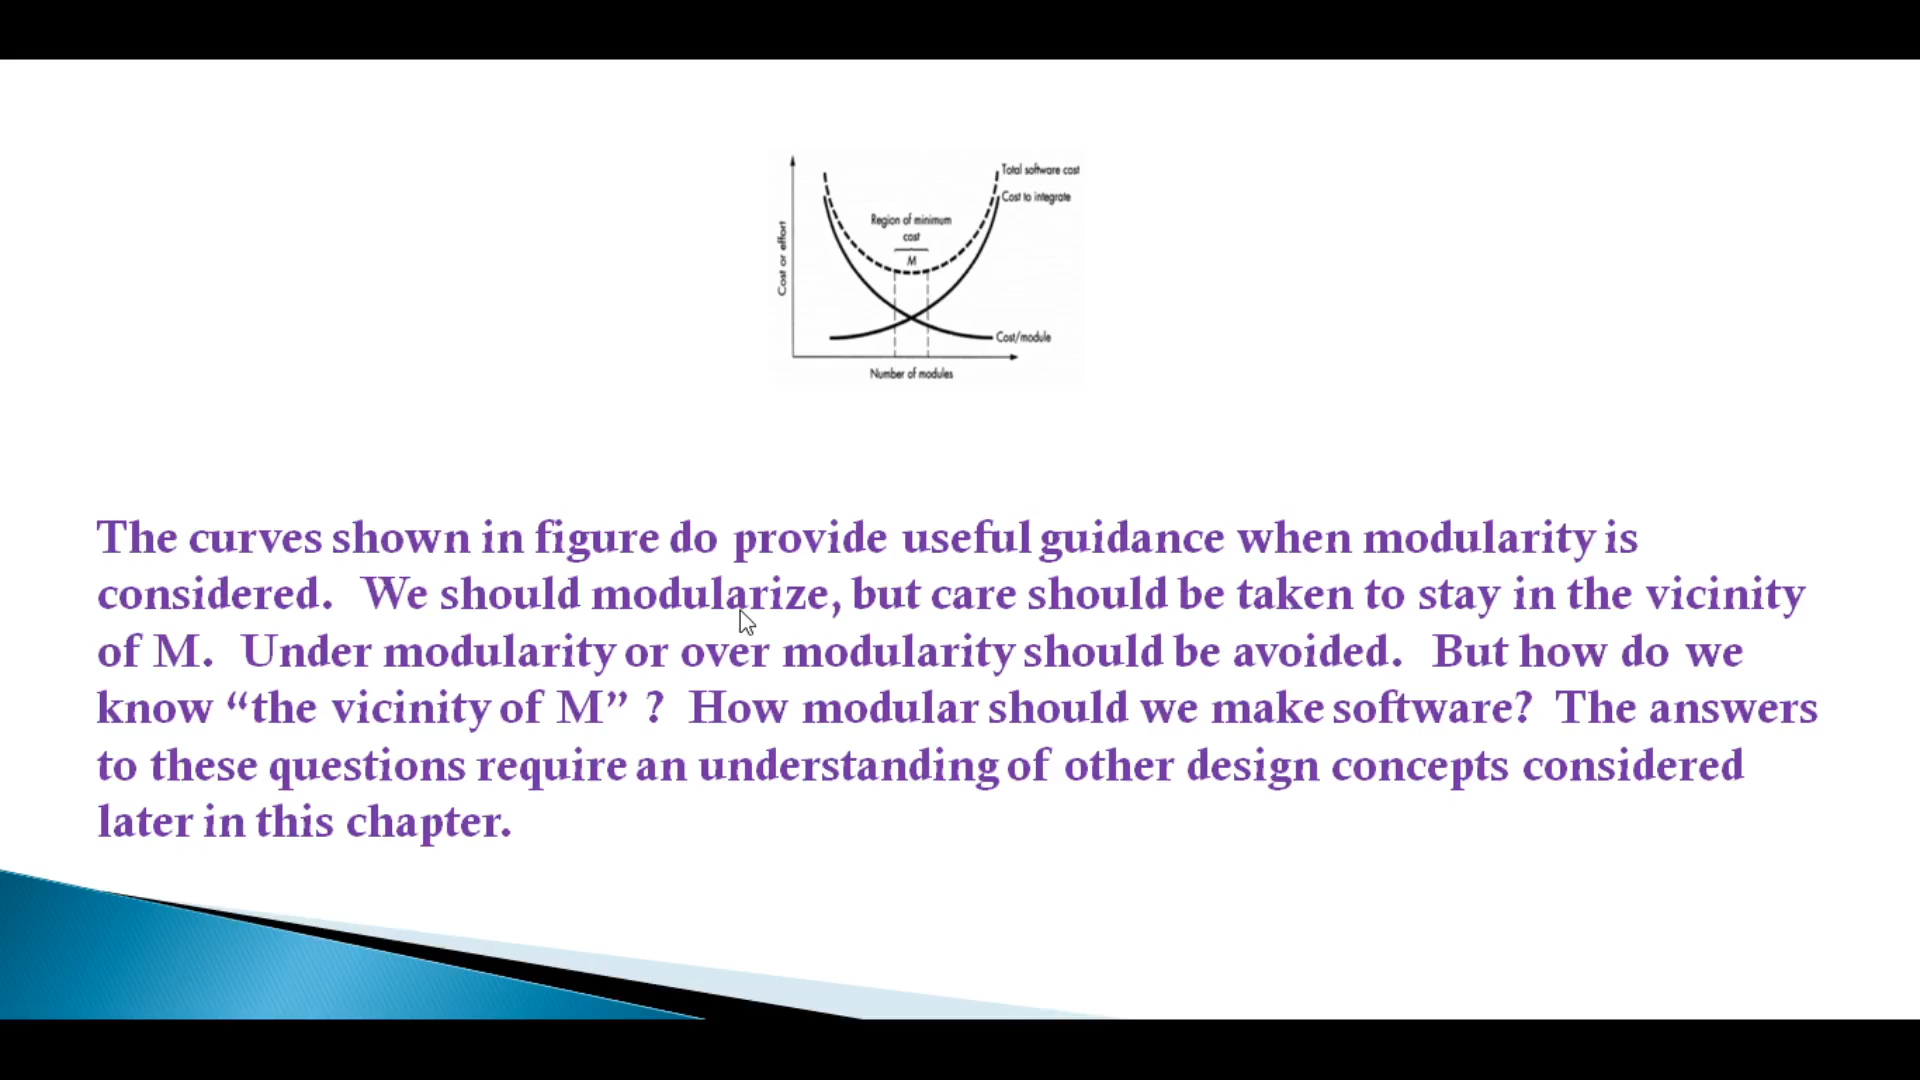 Total software cost
Cost to integrate
Region of minimum
cost
M
Cost or effort
Cost/module
Number of modules
The curves shown in figure do provide useful guidance when modularity is
considered. We should modularize, but care should be taken to stay in the vicinity
of M. Under modularity or over modularity should be avoided. But how do we
know “the vicinity of M” ? How modular should we make software? The answers
to these questions require an understanding of other design concepts considered
later in this chapter.